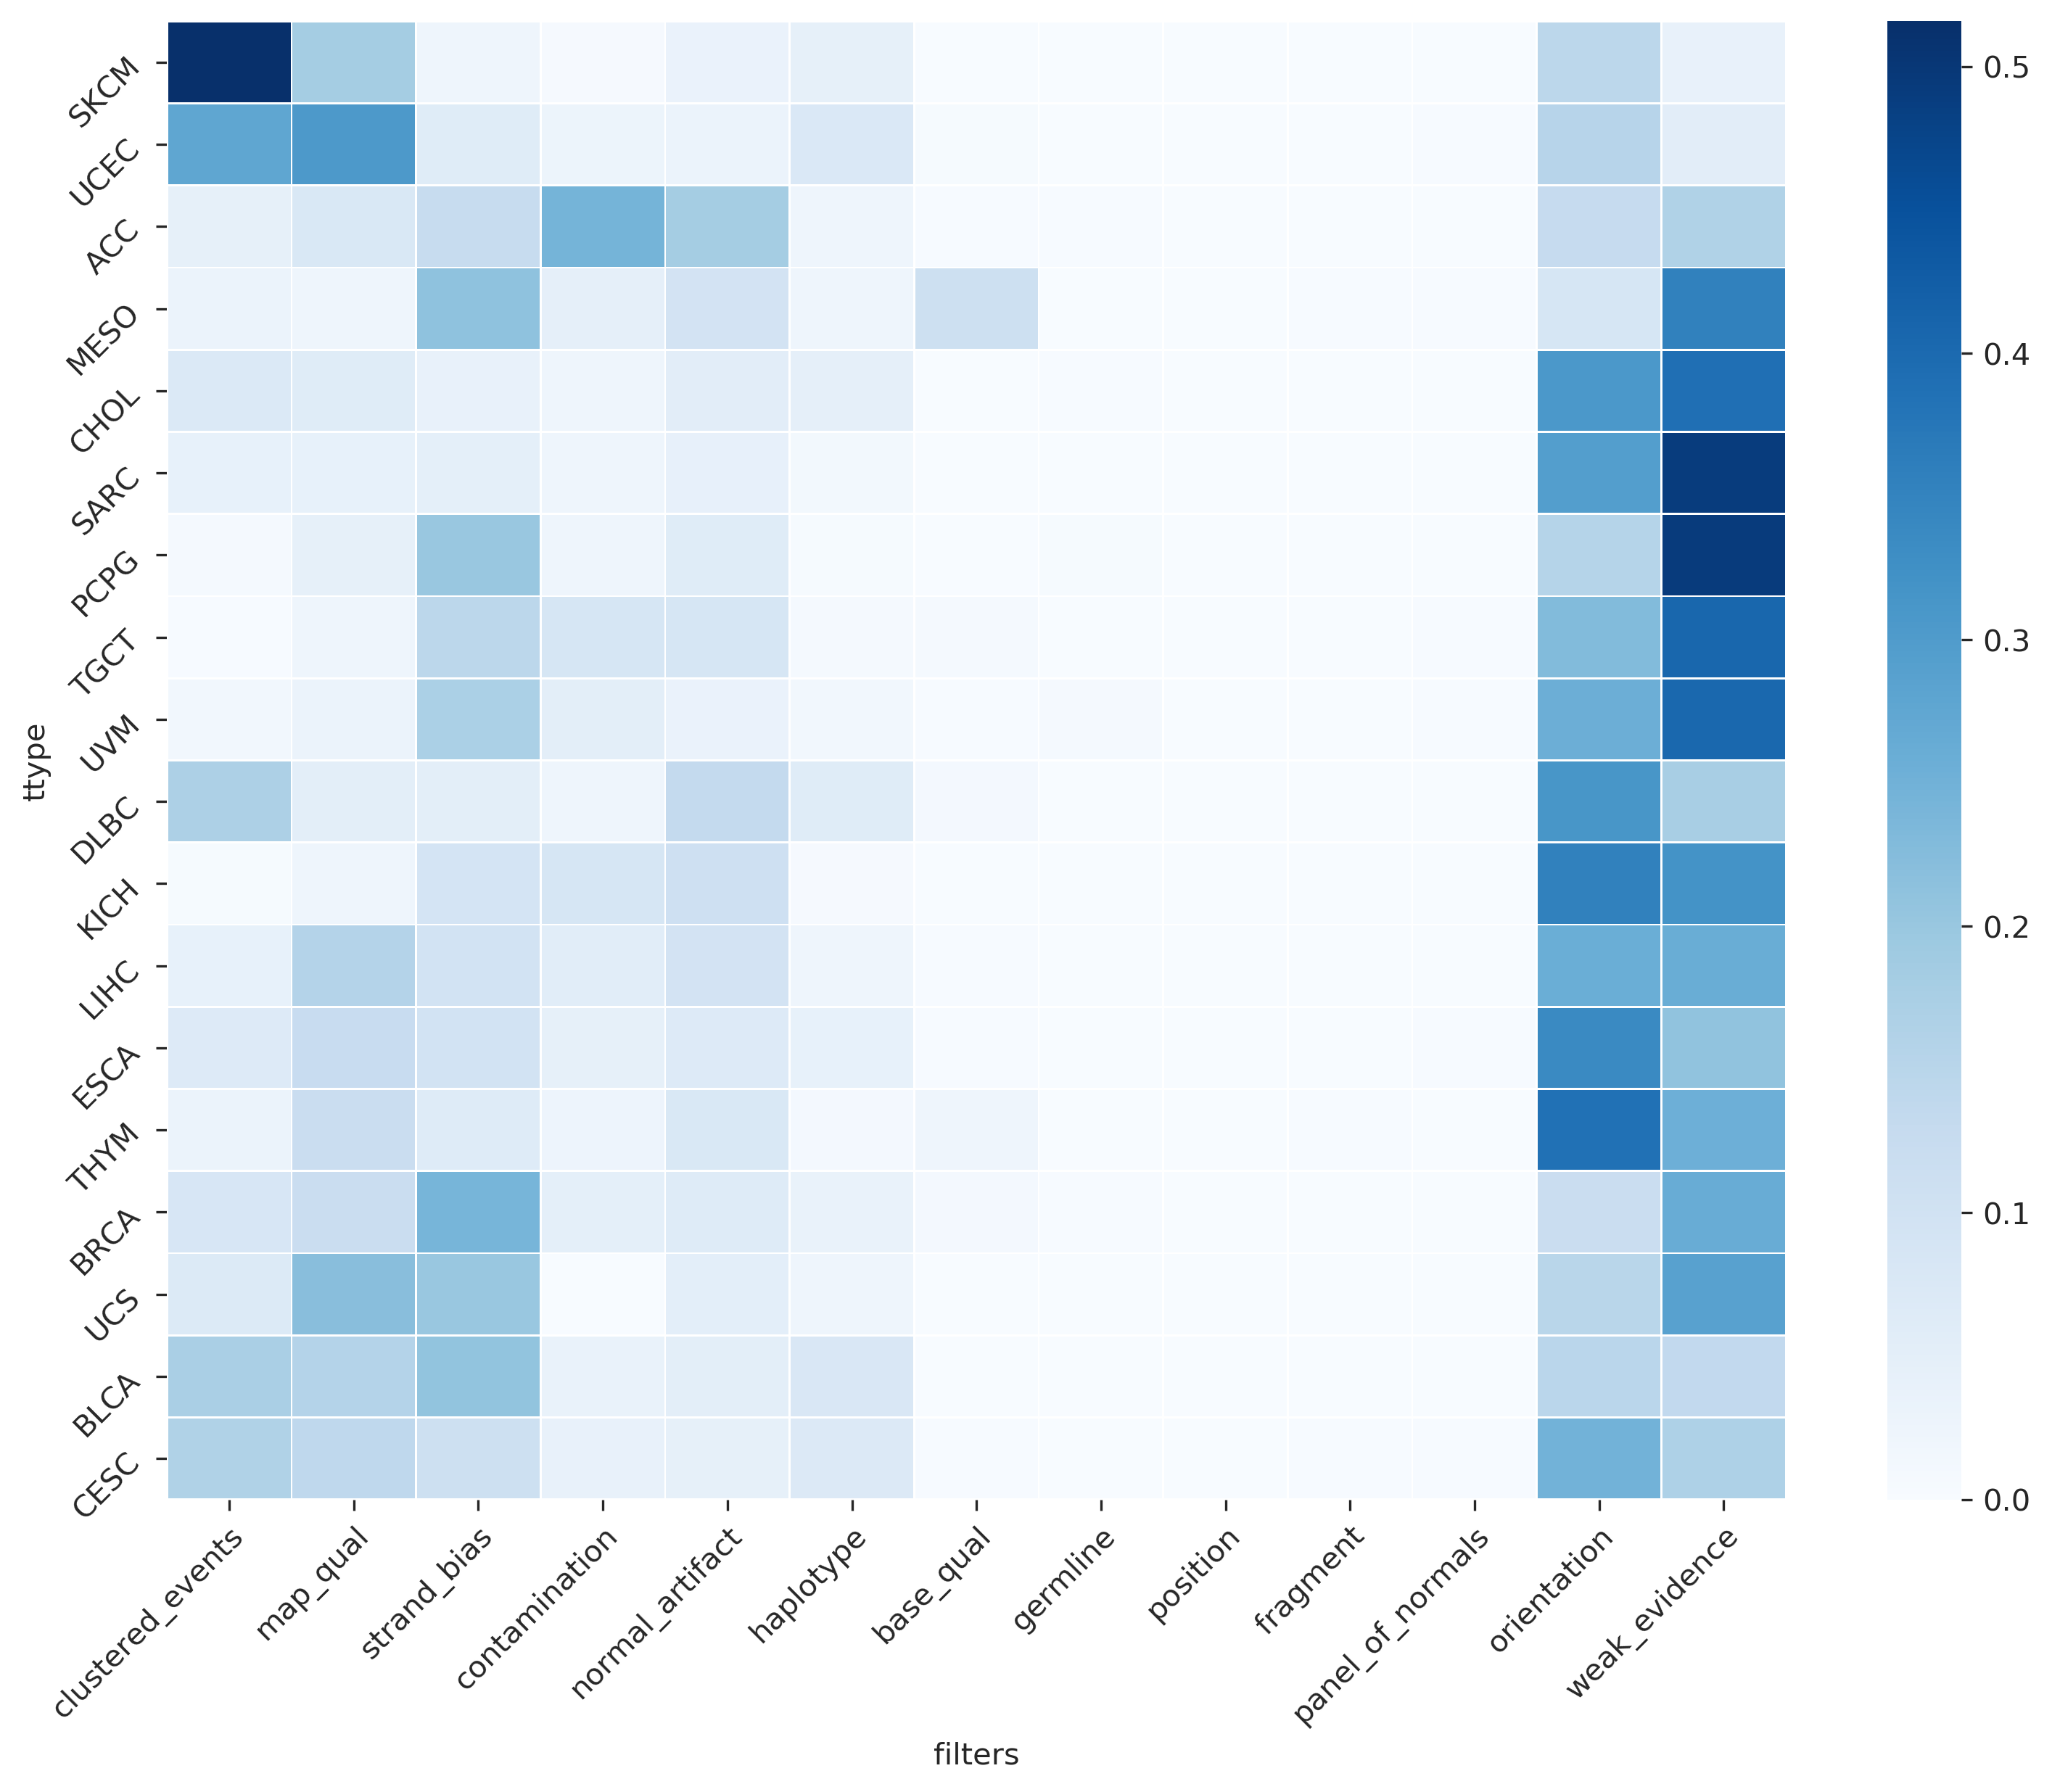 ttype
SKCM
UCEC
ACC
MESO
CHOL
SARC
PCPG
TGCT
UVM
DLBC
KICH
LIHC
ESCA
THYM
BRCA
UCS
BLCA
CESC
clustered_events
map_qual
strand_bias
contamination
normal_artifact
haplotype
base_qual
germline
position
fragment
panel_of_normals
orientation
weak_evidence
filters
0.5
0.4
0.3
0.2
0.1
0.0